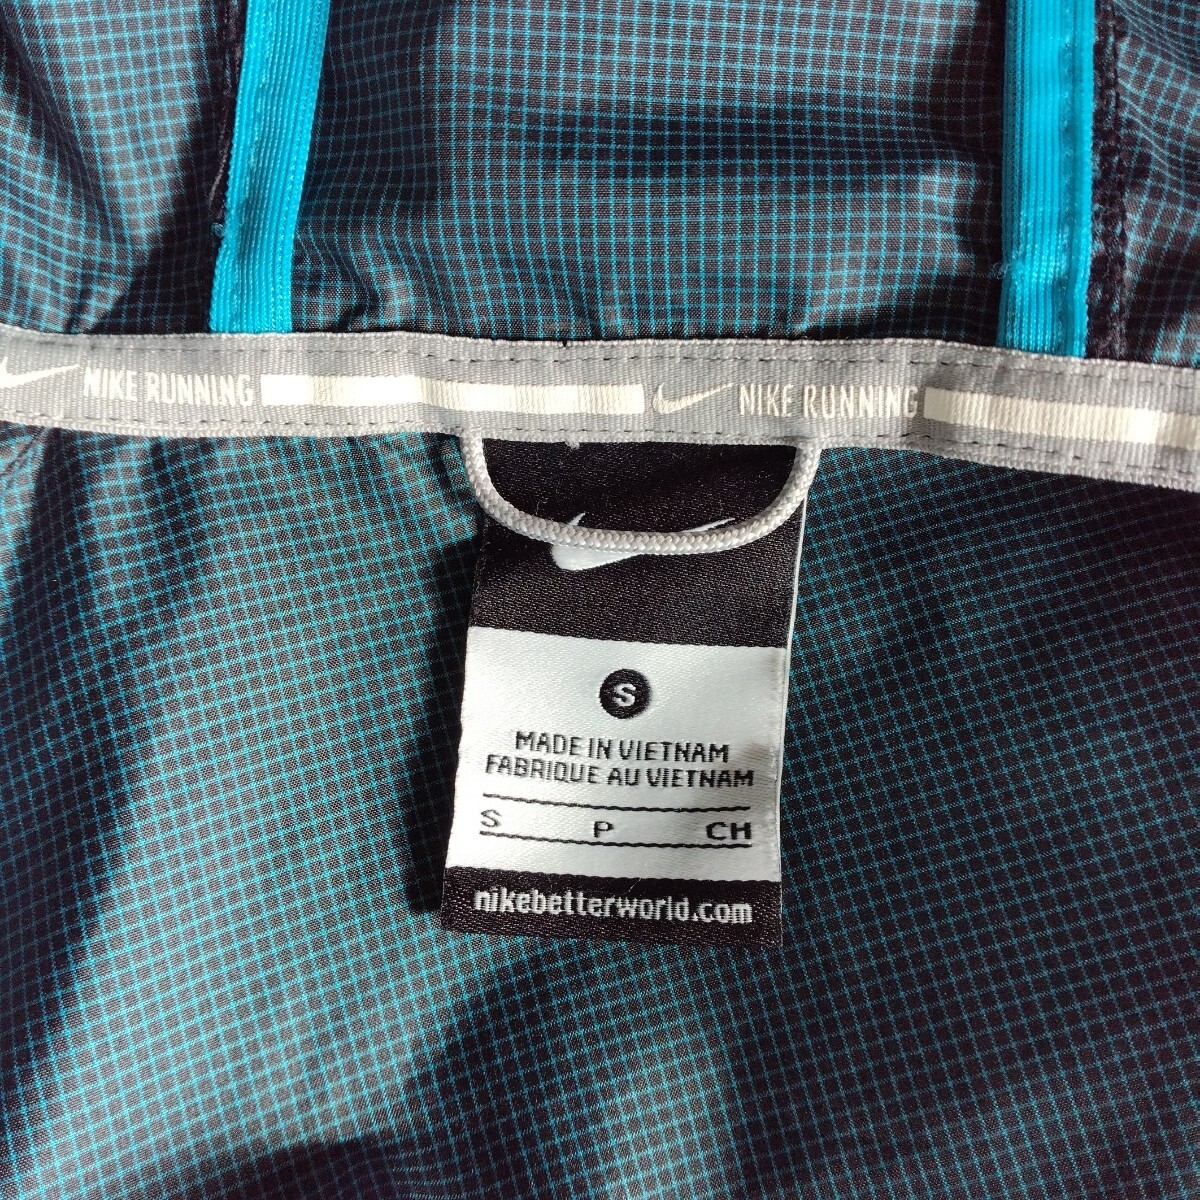 NIKE RUNNING NIKE RUNNING
S
MADE IN VIETNAM
FABRIQUE AU VIETNAM
S P CH
nikebetterworld.com